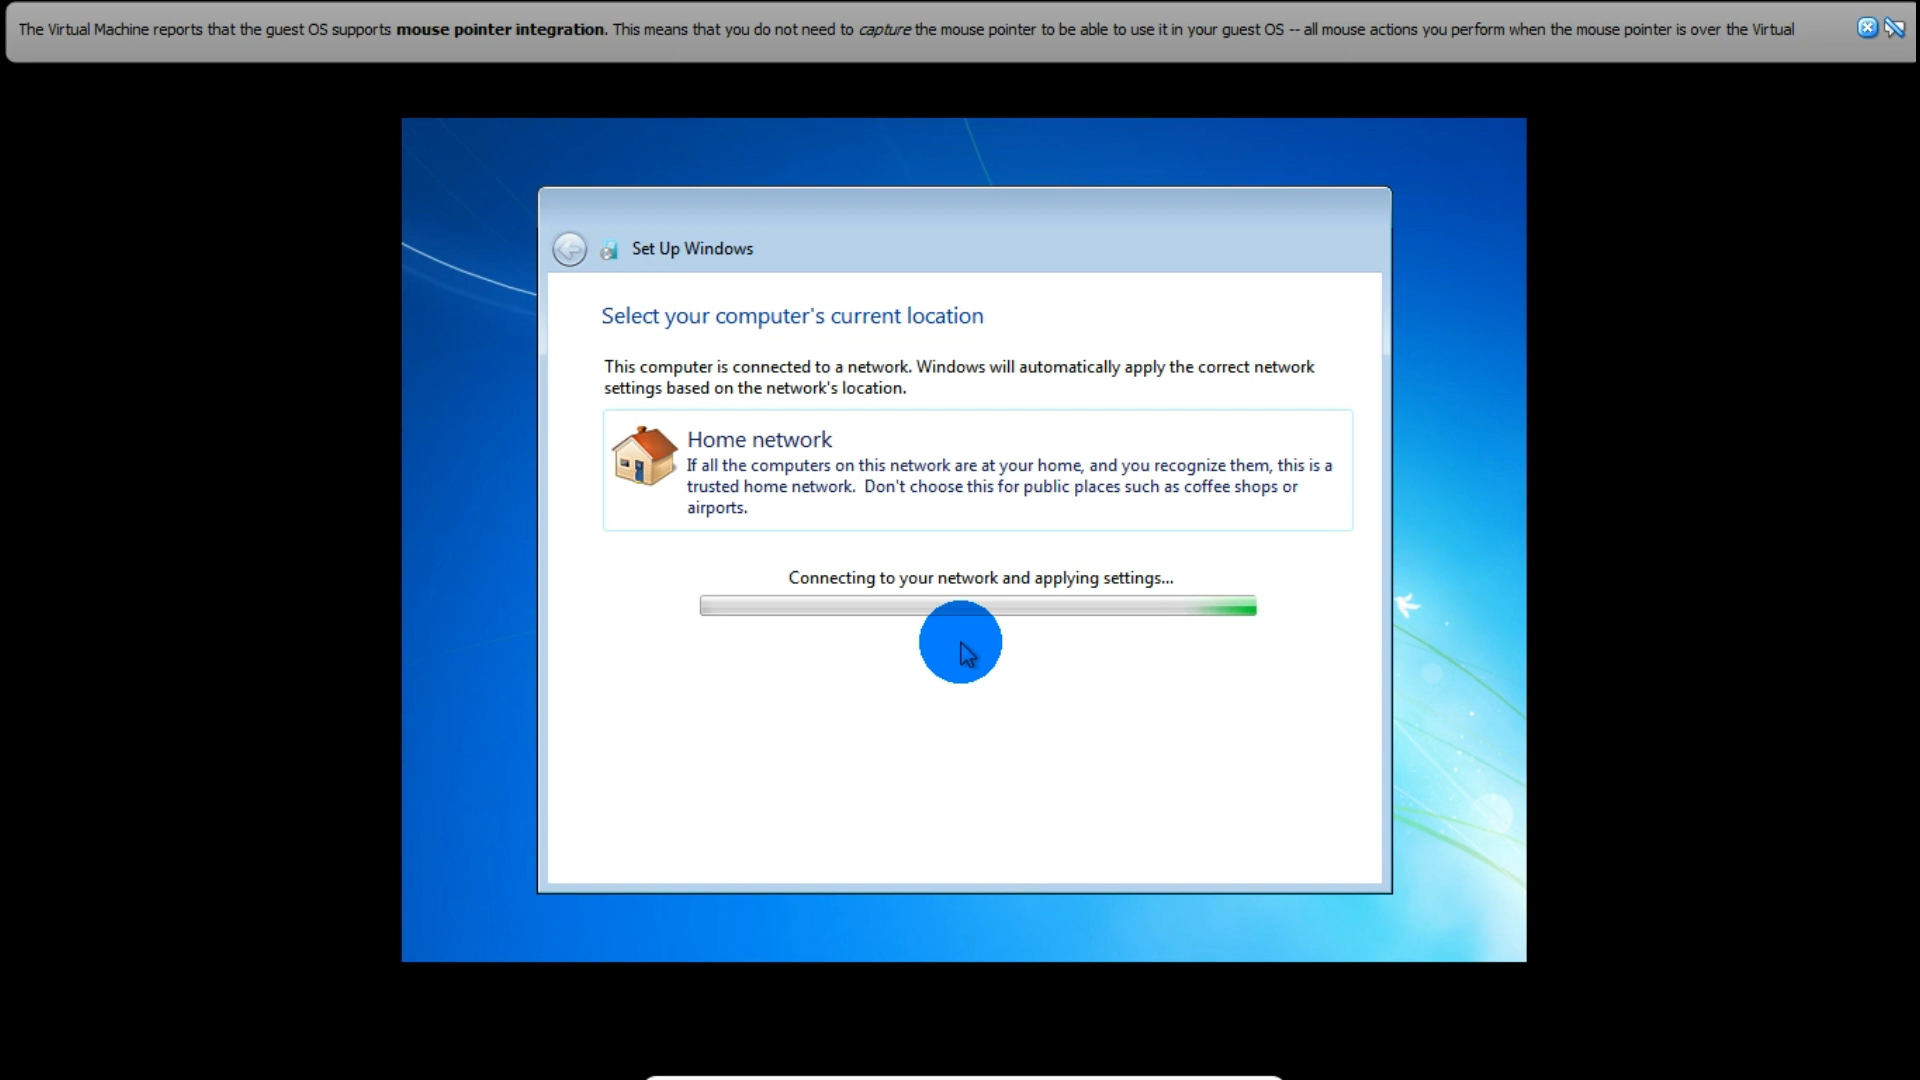 The Virtual Machine reports that the guest OS supports mouse pointer integration. This means that you do not need to capture the mouse pointer to be able to use it in your guest OS -- all mouse actions you perform when the mouse pointer is over the Virtual
Set Up Windows
Select your computer's current location
This computer is connected to a network. Windows will automatically apply the correct network
settings based on the network's location.
Home network
If all the computers on this network are at your home, and you recognize them, this is a
trusted home network.  Don't choose this for public places such as coffee shops or
airports.
Connecting to your network and applying settings...